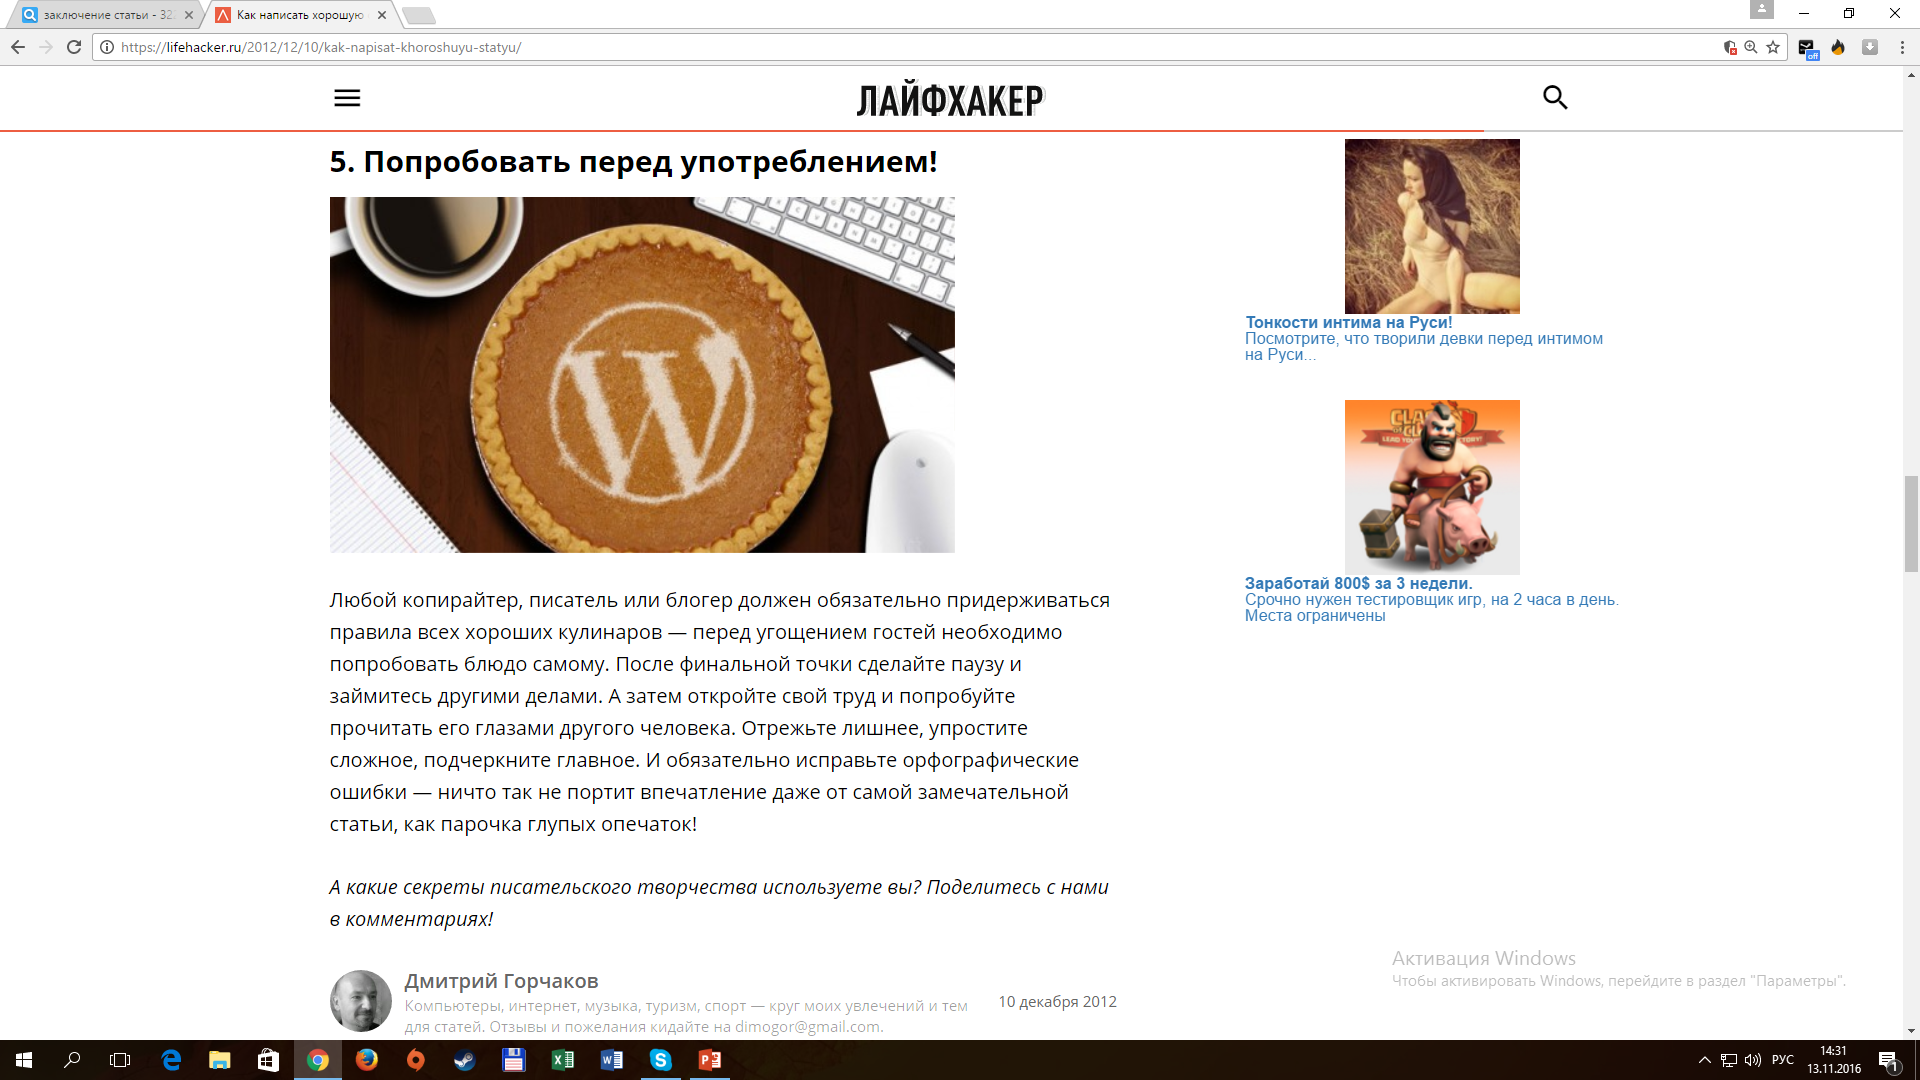 заключение статьи - 32
Как написать хорошую
https://lifehacker.ru/2012/12/10/kak-napisat-khoroshuyu-statyu/
off
ЛАЙФХАКЕР
5. Попробовать перед употреблением!
W
Любой копирайтер, писатель или блогер должен обязательно придерживаться
правила всех хороших кулинаров — перед угощением гостей необходимо
попробовать блюдо самому. После финальной точки сделайте паузу и
займитесь другими делами. А затем откройте свой труд и попробуйте
прочитать его глазами другого человека. Отрежьте лишнее, упростите
сложное, подчеркните главное. И обязательно исправьте орфографические
ошибки — ничто так не портит впечатление даже от самой замечательной
статьи, как парочка глупых опечаток!
А какие секреты писательского творчества используете вы? Поделитесь с нами
в комментариях!
Дмитрий Горчаков
Компьютеры, интернет, музыка, туризм, спорт — круг моих увлечений и тем
для статей. Отзывы и пожелания кидайте на dimogor@gmail.com.
10 декабря 2012
Тонкости интима на Руси!
Посмотрите, что творили девки перед интимом
на Руси...
Заработай 800$ за 3 недели.
Срочно нужен тестировщик игр, на 2 часа в день.
Места ограничены
Активация Windows
Чтобы активировать Windows, перейдите в раздел "Параметры".
РУС
14:31
13.11.2016
1